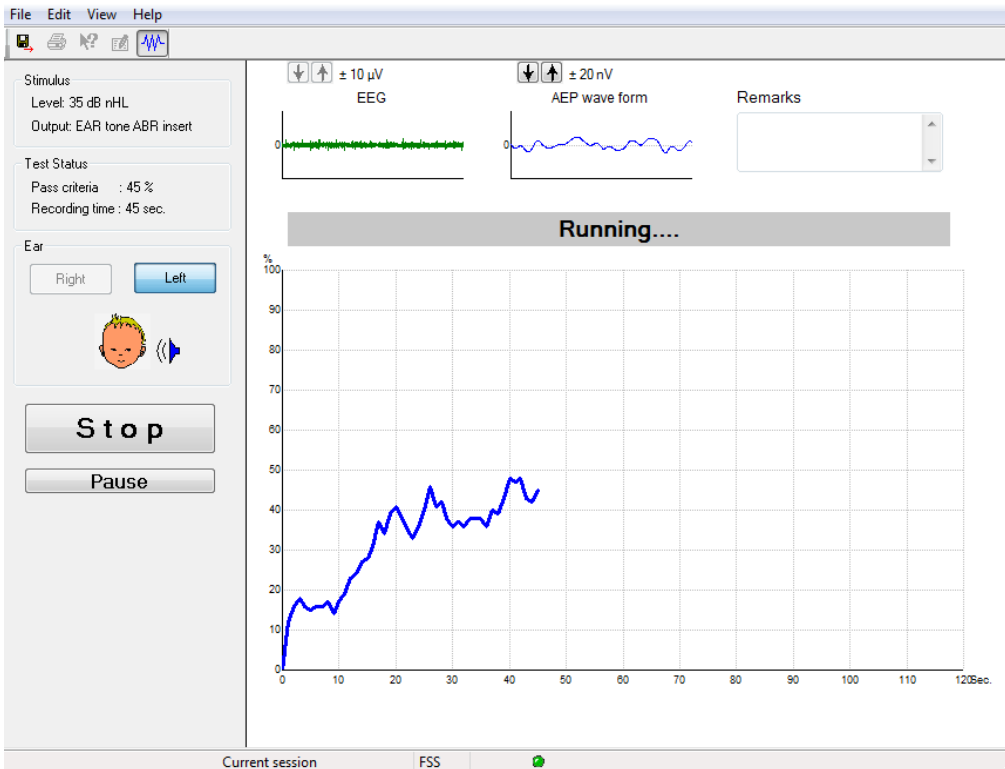 File Edit View Help
Stimulus
Level: 35 dB nHL
Output: EAR tone ABR insert
Test Status
Pass criteria : 45 %
Recording time : 45 sec.
Ear
Right Left
Stop
Pause
± 10 µV
EEG
0
± 20 nV
AEP wave form
0
Remarks
Running....
%
100
90
80
70
60
50
40
30
20
10
0
0 10 20 30 40 50 60 70 80 90 100 110 120Sec.
Current session FSS